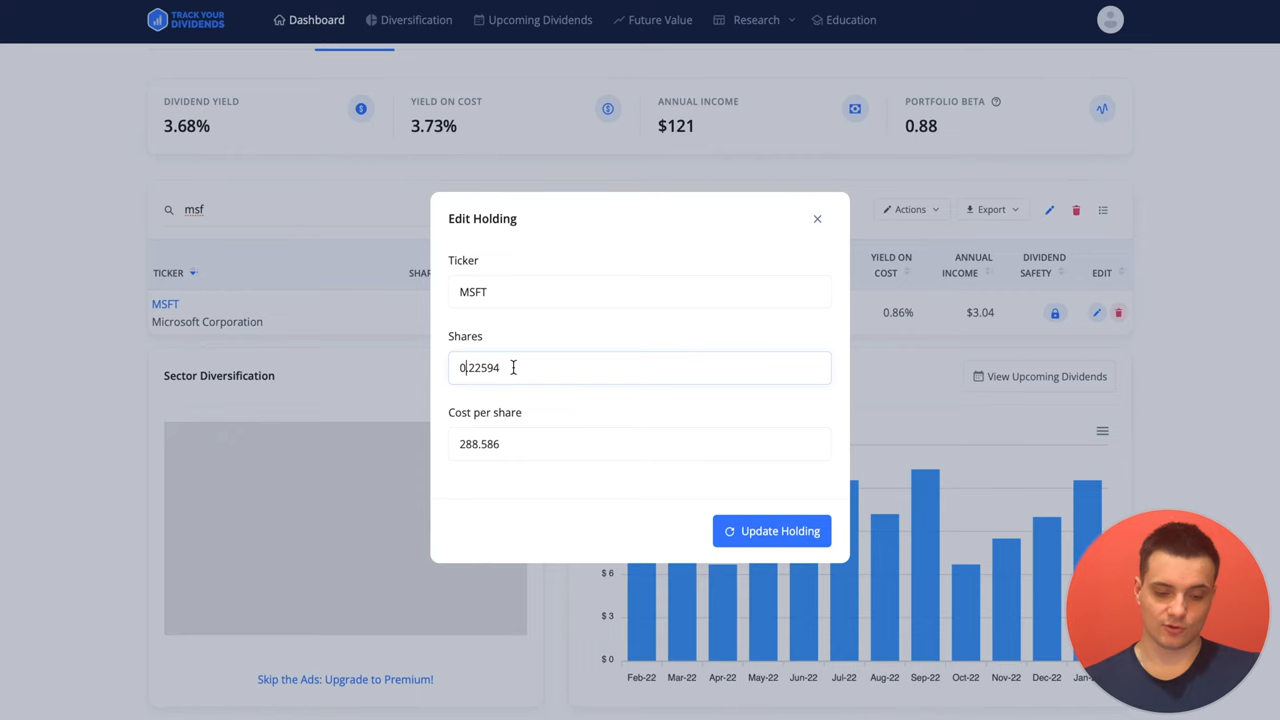 TRACK YOUR
DIVIDENDS
Dashboard
Diversification
Upcoming Dividends
Future Value
Research
Education
DIVIDEND YIELD
3.68%
YIELD ON COST
3.73%
ANNUAL INCOME
$121
PORTFOLIO BETA
0.88
msf
Actions
Export
TICKER
SHAR
YIELD ON
COST
ANNUAL
INCOME
DIVIDEND
SAFETY
EDIT
MSFT
Microsoft Corporation
0.86%
$3.04
Edit Holding
Ticker
MSFT
Shares
0.22594
Cost per share
288.586
Update Holding
Sector Diversification
View Upcoming Dividends
Skip the Ads: Upgrade to Premium!
$ 6
$ 3
$ 0
Feb-22
Mar-22
Apr-22
May-22
Jun-22
Jul-22
Aug-22
Sep-22
Oct-22
Nov-22
Dec-22
Jan-